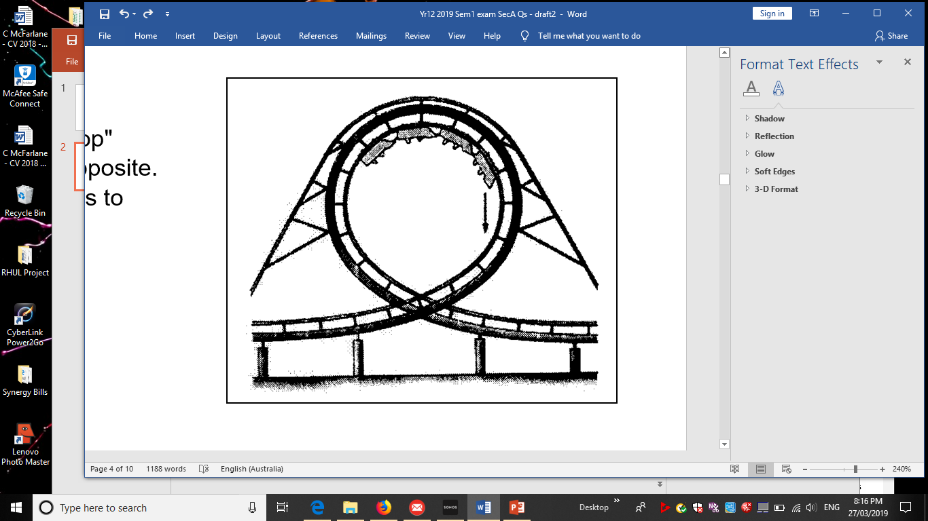 C McFarlane
- CV 2018 -...
McAfee Safe
Connect
C McFarlane
- CV 2018 ...
Recycle Bin
RHUL Project
CyberLink
Power2Go
Synergy Bills
Lenovo
Photo Master
File
1
2
Yr12 2019 Sem1 exam SecA Qs - draft2 - Word
Sign in
File Home Insert Design Layout References Mailings Review View Help Tell me what you want to do
Share
op"
posite.
s to
Format Text Effects
Shadow
Reflection
Glow
Soft Edges
3-D Format
Page 4 of 10 1188 words English (Australia)
240%
Type here to search
Desktop
ENG
8:16 PM
27/03/2019